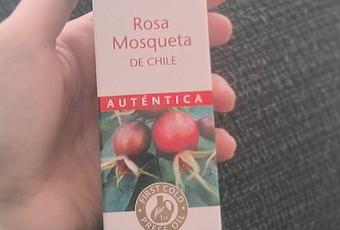 Rosa
Mosqueta
DE CHILE
AUTÉNTICA
FIRST COLD
PRESS OIL